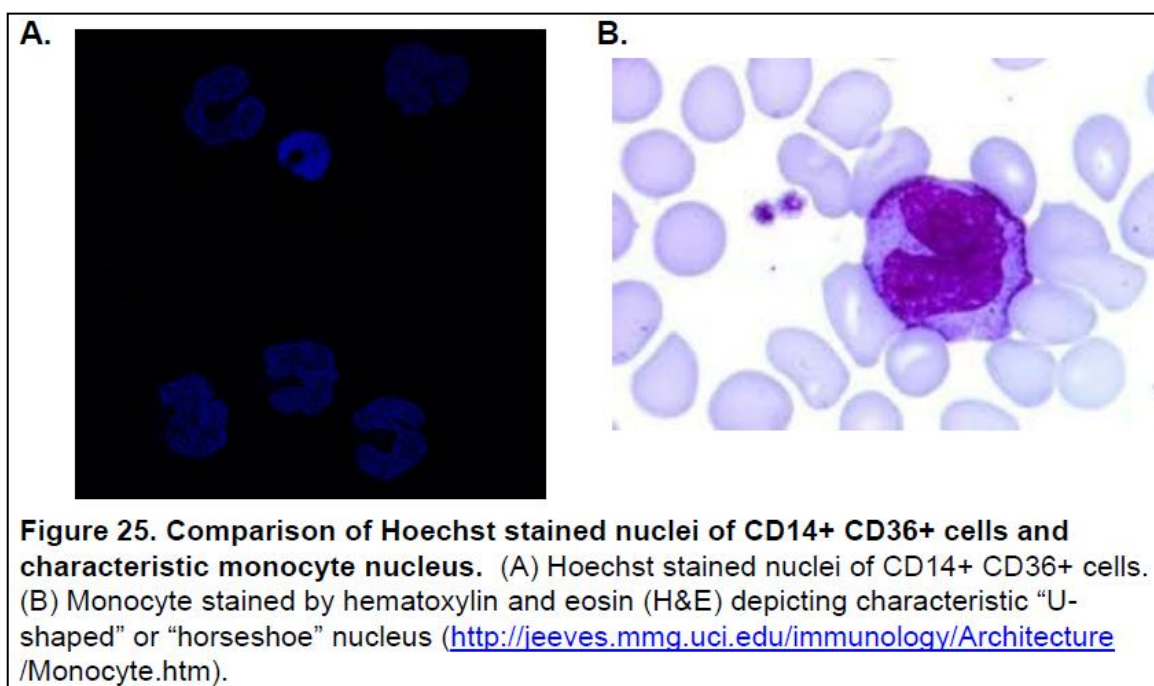 A.
B.
Figure 25. Comparison of Hoechst stained nuclei of CD14+ CD36+ cells and
characteristic monocyte nucleus. (A) Hoechst stained nuclei of CD14+ CD36+ cells.
(B) Monocyte stained by hematoxylin and eosin (H&E) depicting characteristic “U-
shaped” or “horseshoe” nucleus (http://jeeves.mmg.uci.edu/immunology/Architecture
/Monocyte.htm).